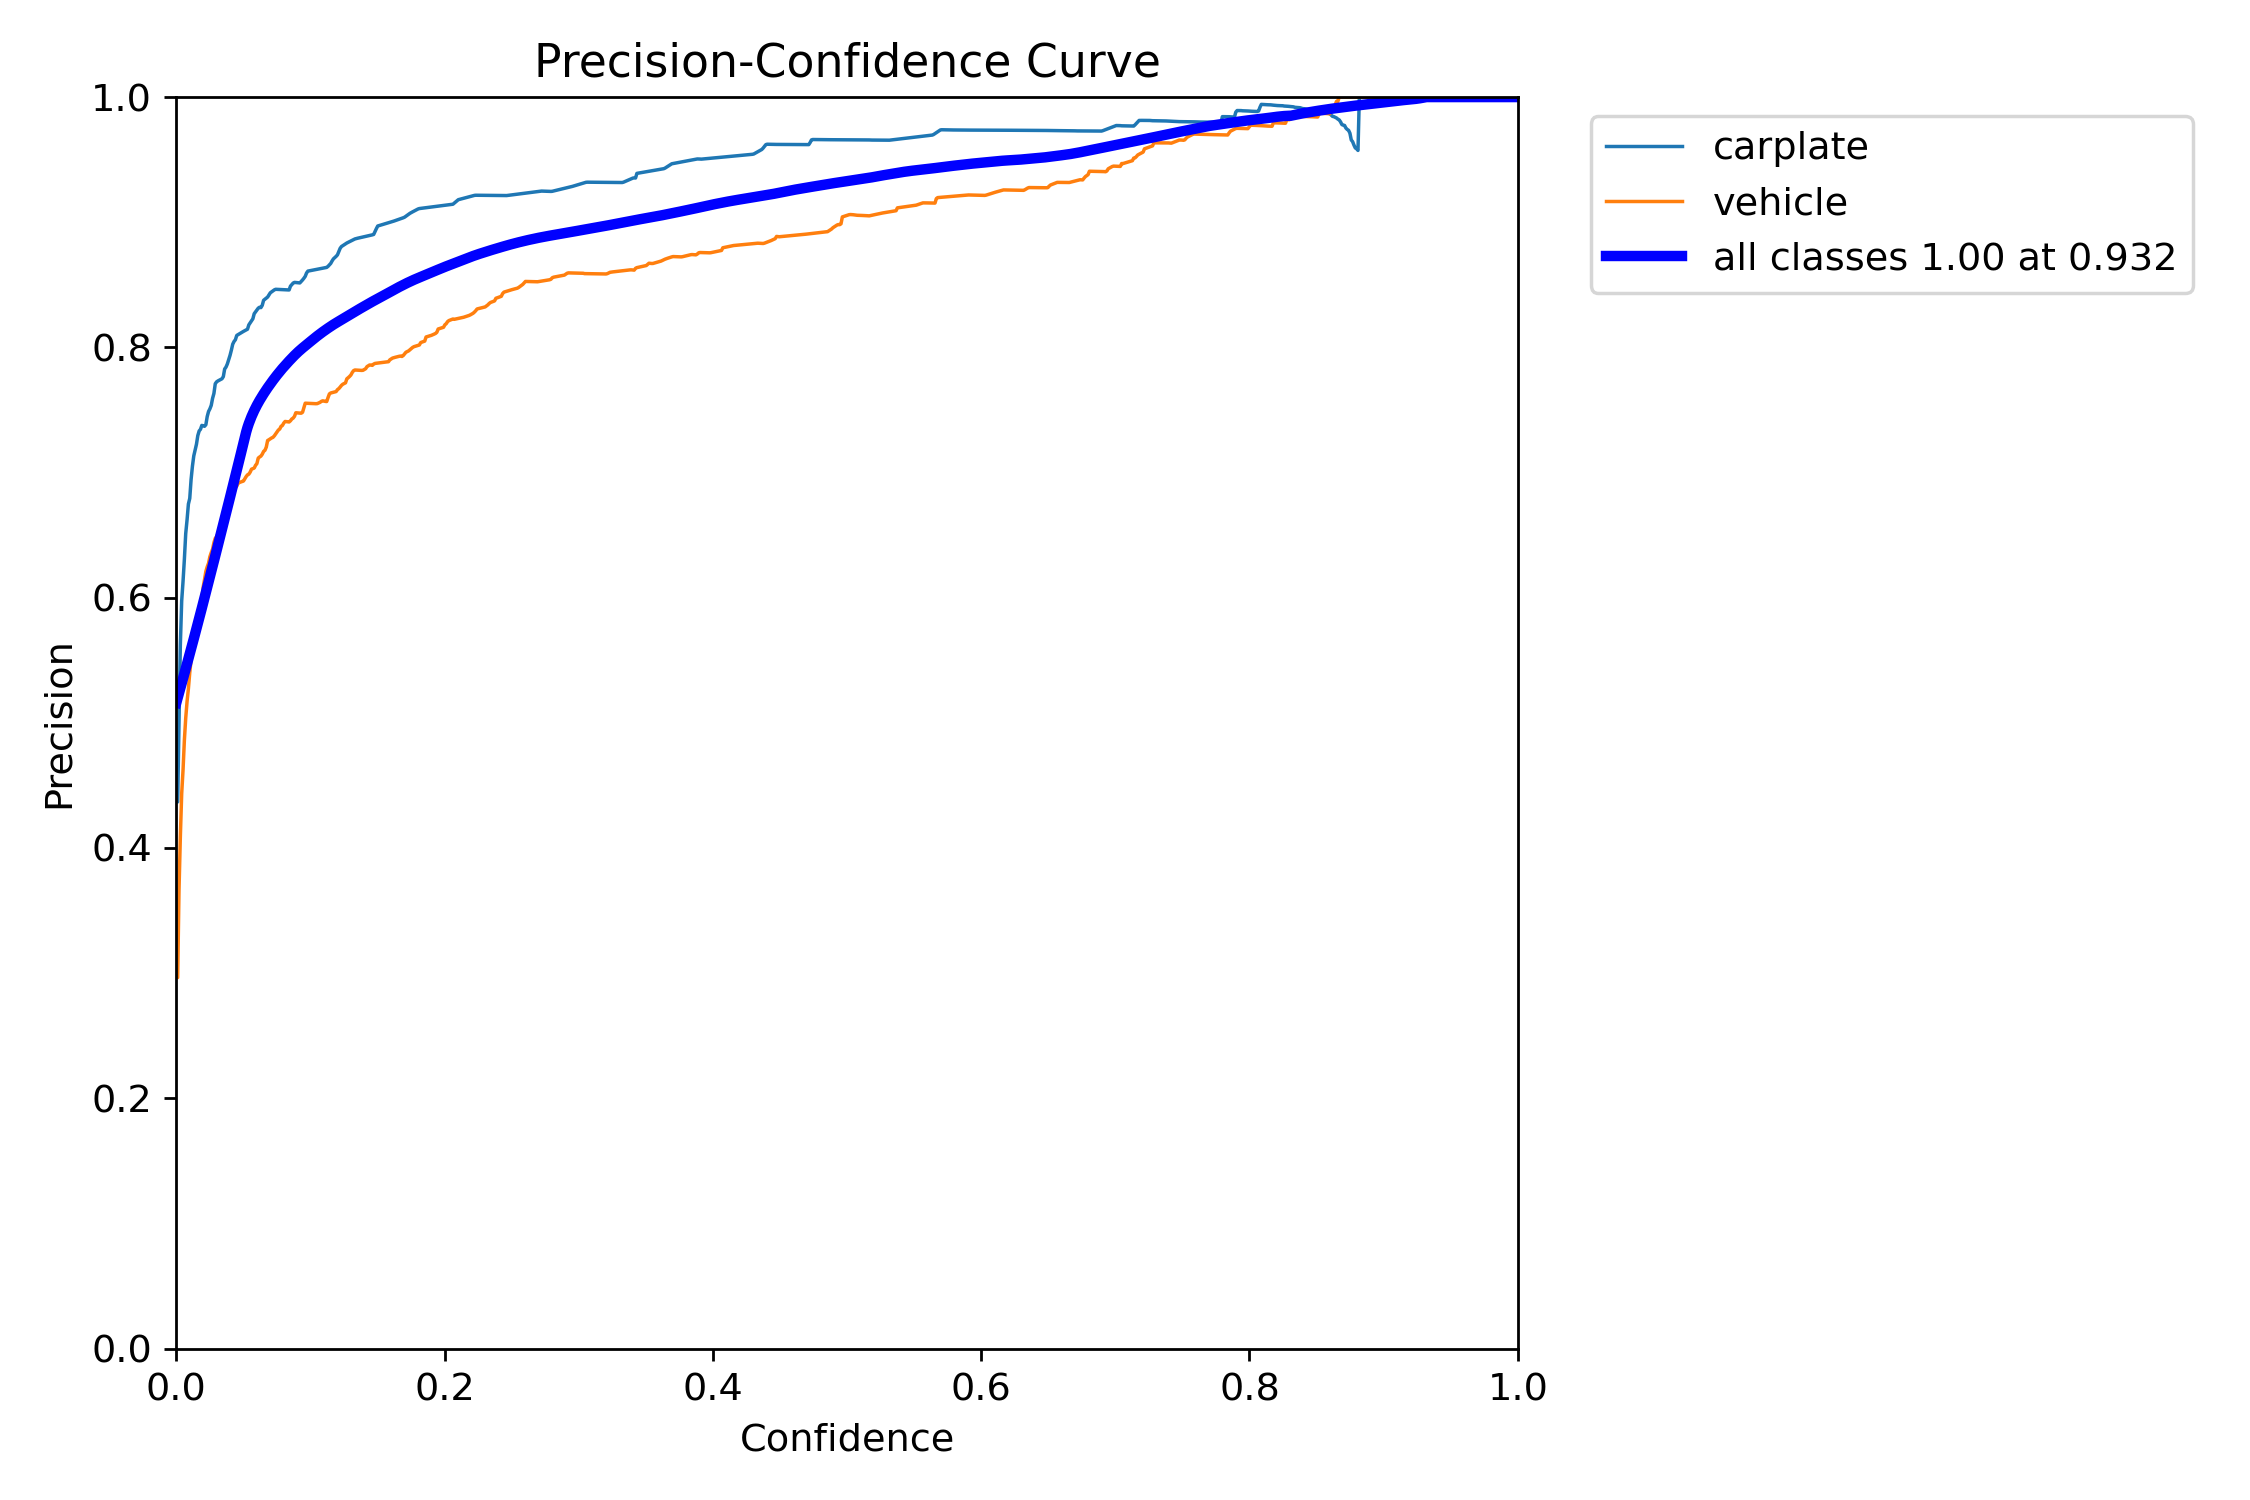 Precision-Confidence Curve
1.0
0.8
0.6
0.4
0.2
0.0
Precision
0.0 0.2 0.4 0.6 0.8 1.0
Confidence
carplate
vehicle
all classes 1.00 at 0.932